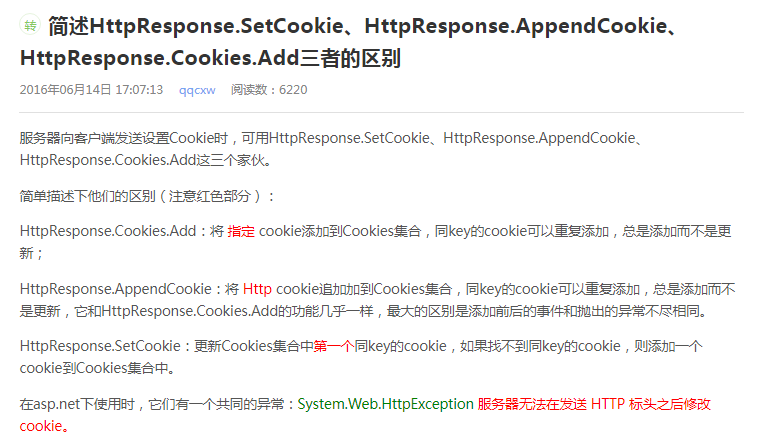 转 简述HttpResponse.SetCookie、HttpResponse.AppendCookie、
HttpResponse.Cookies.Add三者的区别
2016年06月14日 17:07:13 qqcxw 阅读数：6220
服务器向客户端发送设置Cookie时，可用HttpResponse.SetCookie、HttpResponse.AppendCookie、
HttpResponse.Cookies.Add这三个家伙。
简单描述下他们的区别（注意红色部分）：
HttpResponse.Cookies.Add：将 指定 cookie添加到Cookies集合，同key的cookie可以重复添加，总是添加而不是更
新；
HttpResponse.AppendCookie：将 Http cookie追加加到Cookies集合，同key的cookie可以重复添加，总是添加而不
是更新，它和HttpResponse.Cookies.Add的功能几乎一样，最大的区别是添加前后的事件和抛出的异常不尽相同。
HttpResponse.SetCookie：更新Cookies集合中第一个同key的cookie，如果找不到同key的cookie，则添加一个
cookie到Cookies集合中。
在asp.net下使用时，它们有一个共同的异常：System.Web.HttpException 服务器无法在发送 HTTP 标头之后修改
cookie。